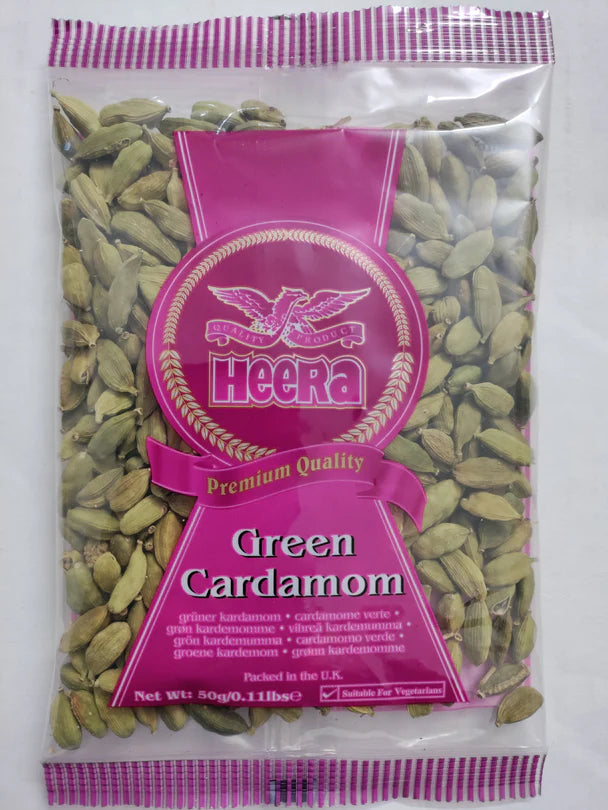 QUALITY PRODUCT
HEERA
Premium Quality
Green
Cardamom
grüner kardamom • cardamome verte •
grøn kardemomme • vihreä kardemumma •
grön kardemumma • cardamomo verde •
groene kardemom • grønn kardemomme
Packed in the U.K.
Net Wt: 50g/0.11lbs℮
Suitable For Vegetarians